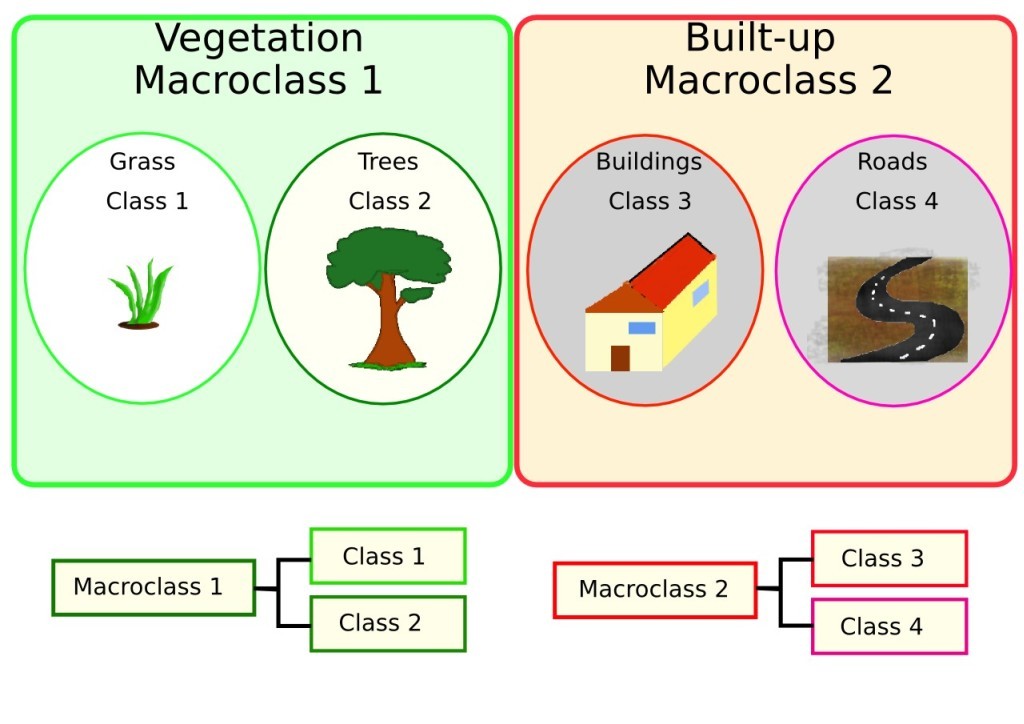 Vegetation
Macroclass 1
Built-up
Macroclass 2
Grass
Class 1
Trees
Class 2
Buildings
Class 3
Roads
Class 4
Macroclass 1
Class 1
Class 2
Macroclass 2
Class 3
Class 4